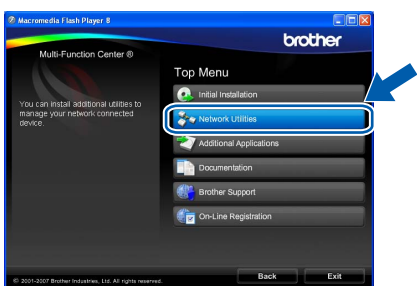 Macromedia Flash Player 8
brother
Multi-Function Center ®
Top Menu
Initial Installation
You can install additional utilities to
manage your network connected
device.
Network Utilities
Additional Applications
Documentation
Brother Support
On-Line Registration
© 2001-2007 Brother Industries, Ltd. All rights reserved.
Back
Exit